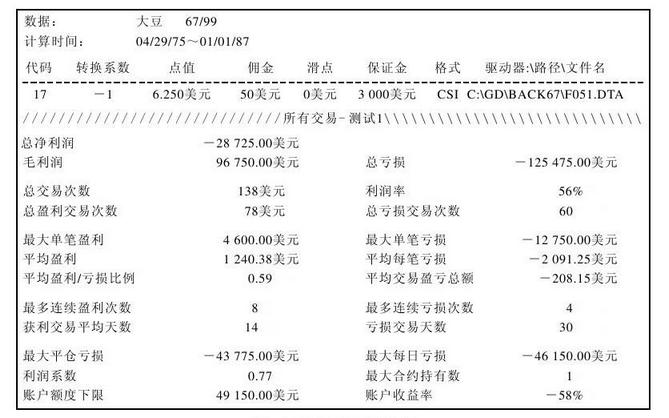 数据： 大豆 67/99
计算时间： 04/29/75～01/01/87
代码 转换系数 点值 佣金 滑点 保证金 格式 驱动器:\路径\文件名
17 －1 6.250美元 50美元 0美元 3 000美元 CSI C:\GD\BACK67\F051.DTA
//////////////////////////////所有交易- 测试1\\\\\\\\\\\\\\\\\\\\\\\\\\\\\\
总净利润 －28 725.00美元
毛利润 96 750.00美元 总亏损 －125 475.00美元
总交易次数 138美元 利润率 56%
总盈利交易次数 78美元 总亏损交易次数 60
最大单笔盈利 4 600.00美元 最大单笔亏损 －12 750.00美元
平均盈利 1 240.38美元 平均每笔亏损 －2 091.25美元
平均盈利/亏损比例 0.59 平均交易盈亏总额 －208.15美元
最多连续盈利次数 8 最多连续亏损次数 4
获利交易平均天数 14 亏损交易天数 30
最大平仓亏损 －43 775.00美元 最大每日亏损 －46 150.00美元
利润系数 0.77 最大合约持有数 1
账户额度下限 49 150.00美元 账户收益率 －58%